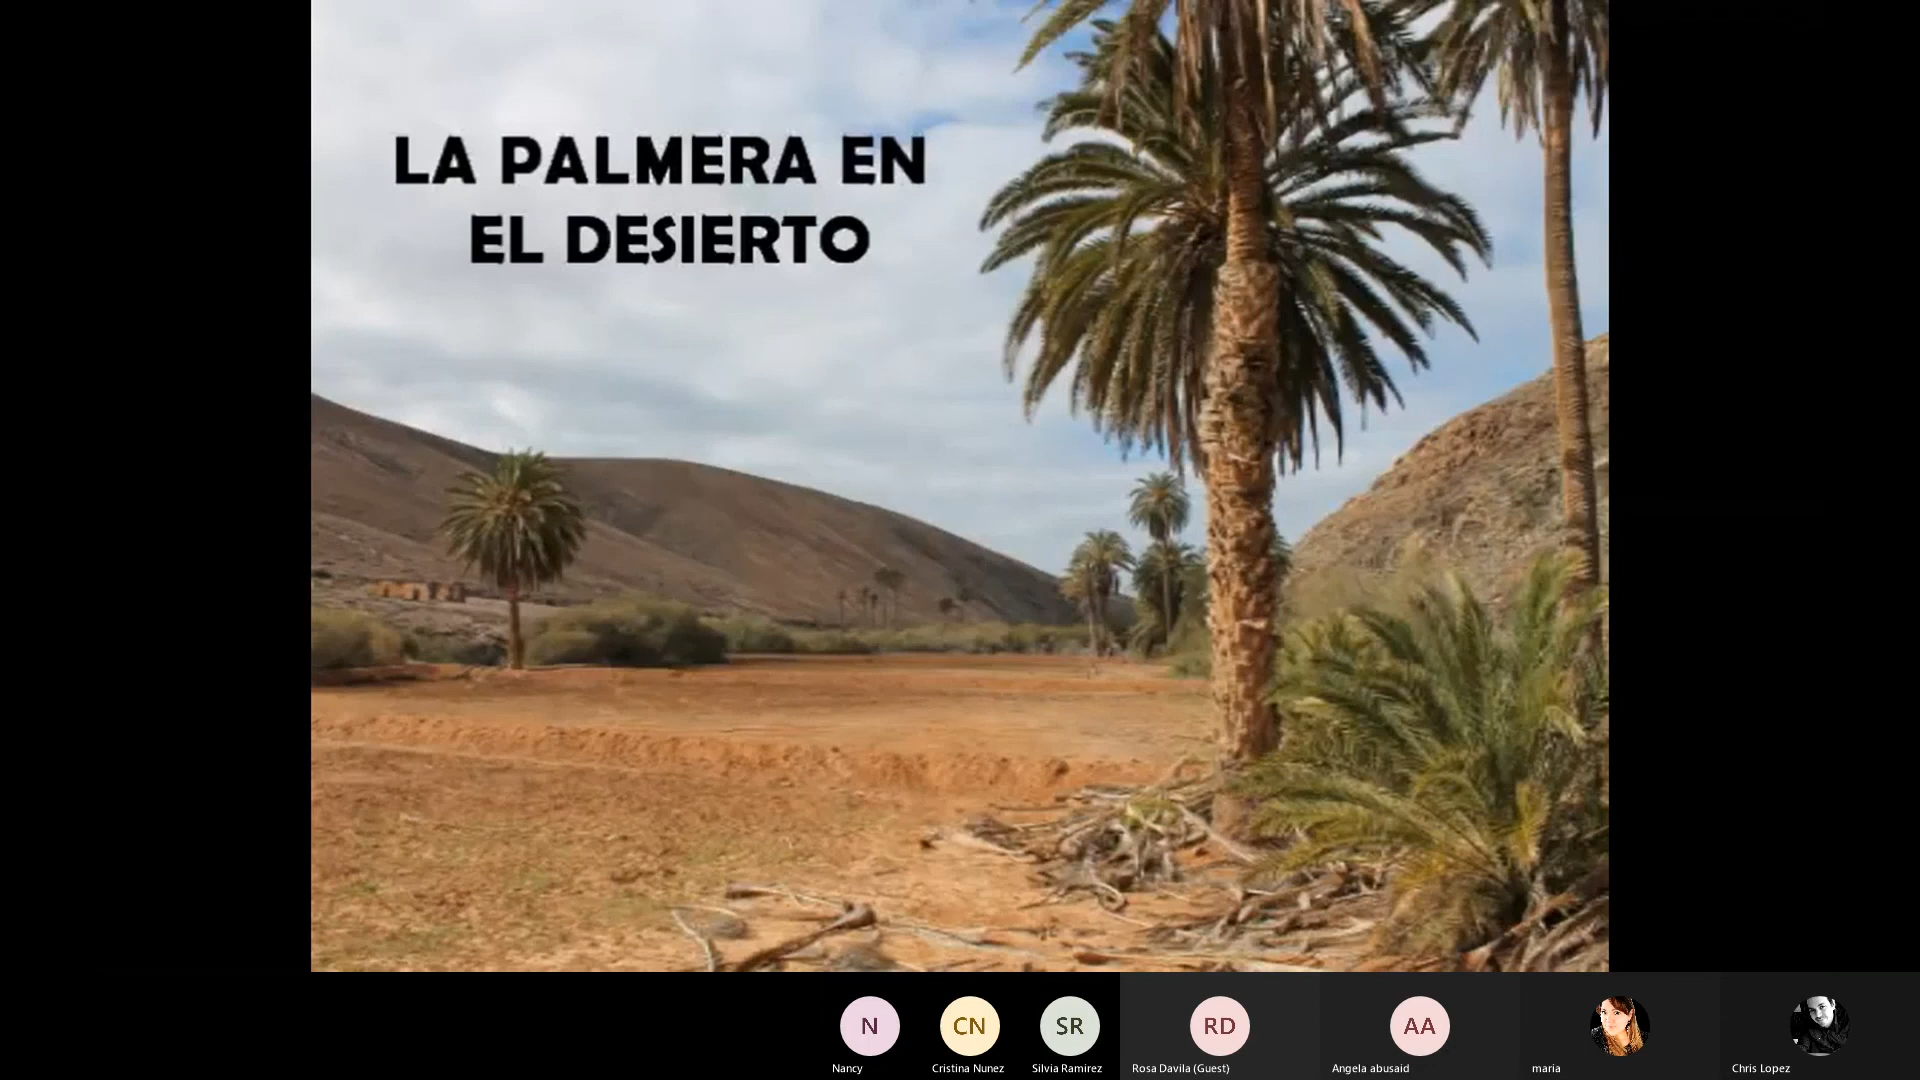 LA PALMERA EN
EL DESIERTO
N
CN
SR
RD
AA
Nancy
Cristina Nunez
Silvia Ramirez
Rosa Davila (Guest)
Angela abusaid
maria
Chris Lopez